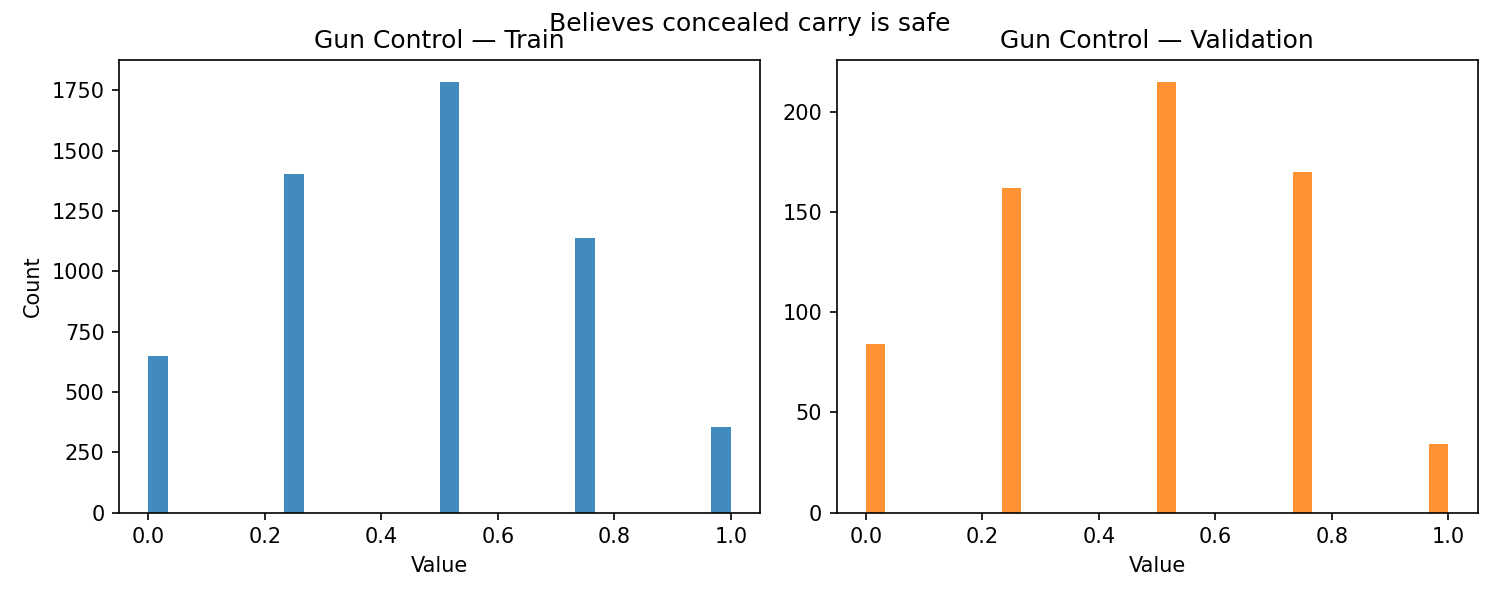 Believes concealed carry is safe
Gun Control — Train
Gun Control — Validation
Count
1750
1500
1250
1000
750
500
250
0
0.0 0.2 0.4 0.6 0.8 1.0
Value
200
150
100
50
0
0.0 0.2 0.4 0.6 0.8 1.0
Value